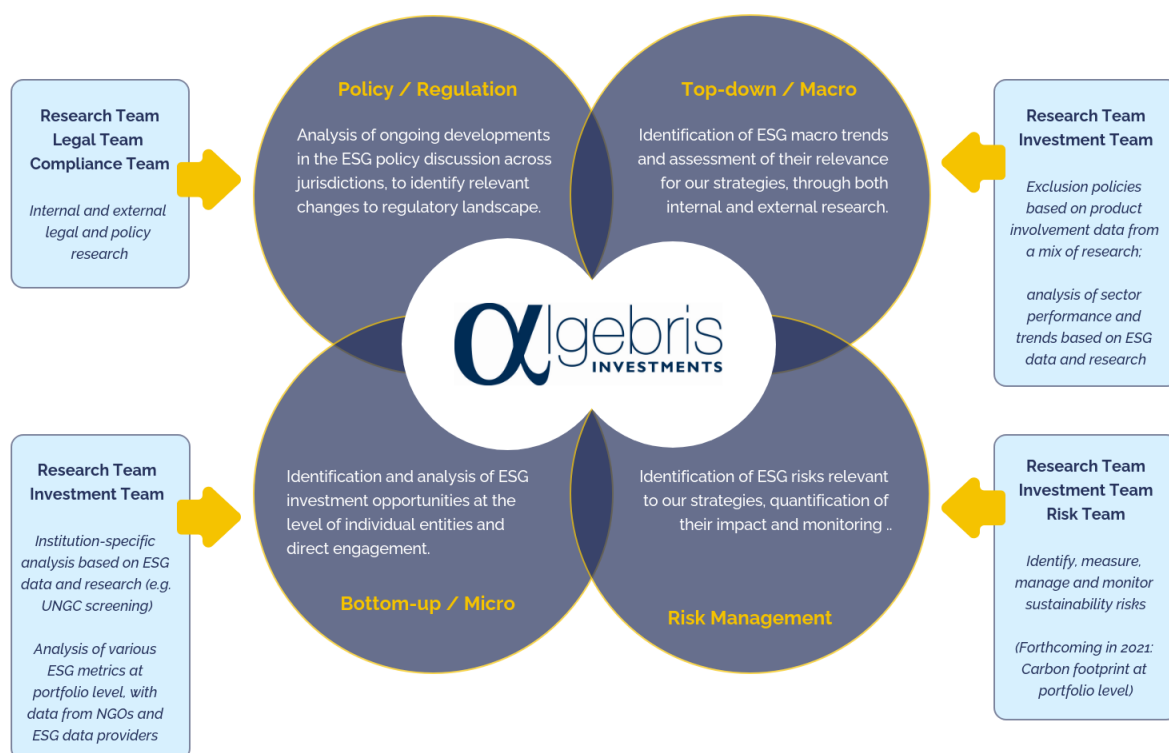 Research Team
Legal Team
Compliance Team
Internal and external
legal and policy
research
Policy / Regulation
Analysis of ongoing developments
in the ESG policy discussion across
jurisdictions, to identify relevant
changes to regulatory landscape.
Top-down / Macro
Identification of ESG macro trends
and assessment of their relevance
for our strategies, through both
internal and external research.
Research Team
Investment Team
Exclusion policies
based on product
involvement data from
a mix of research;
analysis of sector
performance and
trends based on ESG
data and research
αlgebris
INVESTMENTS
Research Team
Investment Team
Institution-specific
analysis based on ESG
data and research (e.g.
UNGC screening)
Analysis of various
ESG metrics at
portfolio level, with
data from NGOs and
ESG data providers
Identification and analysis of ESG
investment opportunities at the
level of individual entities and
direct engagement.
Bottom-up / Micro
Identification of ESG risks relevant
to our strategies, quantification of
their impact and monitoring ..
Risk Management
Research Team
Investment Team
Risk Team
Identify, measure,
manage and monitor
sustainability risks
(Forthcoming in 2021:
Carbon footprint at
portfolio level)